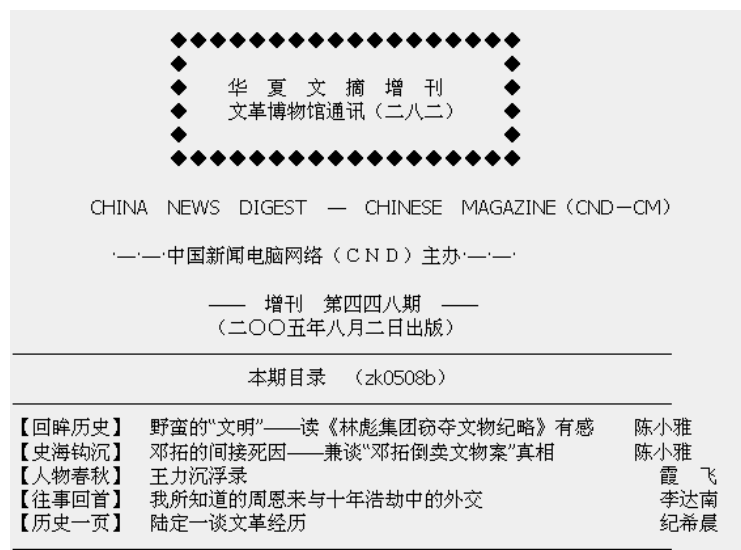 华 夏 文 摘 增 刊
文革博物馆通讯（二八二）
CHINA NEWS DIGEST — CHINESE MAGAZINE（CND－CM）
·—·—·中国新闻电脑网络（ＣＮＤ）主办·—·—·
—— 增刊 第四四八期 ——
（二〇〇五年八月二日出版）
本期目录 （zk0508b）
【回眸历史】 野蛮的“文明”——读《林彪集团窃夺文物纪略》有感 陈小雅
【史海钩沉】 邓拓的间接死因——兼谈“邓拓倒卖文物案”真相 陈小雅
【人物春秋】 王力沉浮录 霞 飞
【往事回首】 我所知道的周恩来与十年浩劫中的外交 李达南
【历史一页】 陆定一谈文革经历 纪希晨